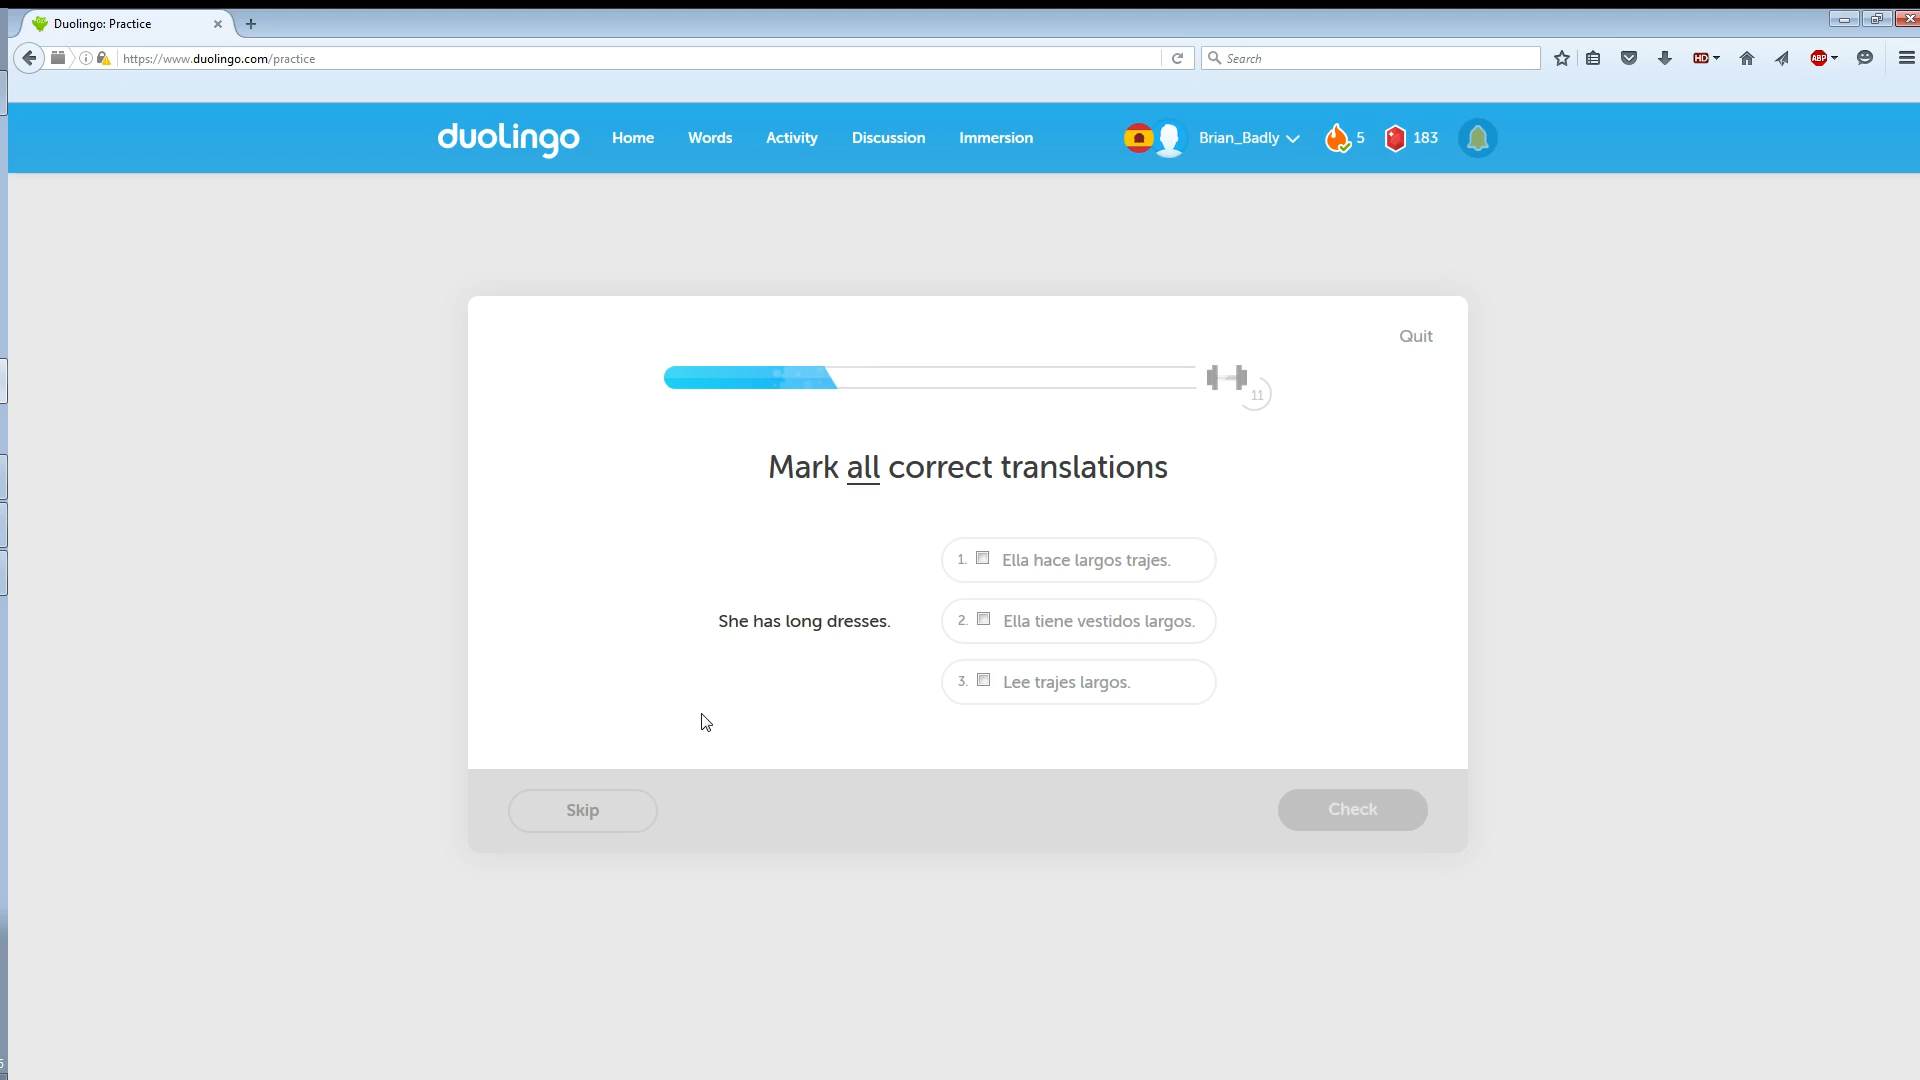 Duolingo: Practice
https://www.duolingo.com/practice
Search
HD
ABP
duolingo
Home
Words
Activity
Discussion
Immersion
Brian_Badly
5
183
Quit
11
Mark all correct translations
She has long dresses.
1. Ella hace largos trajes.
2. Ella tiene vestidos largos.
3. Lee trajes largos.
Skip
Check